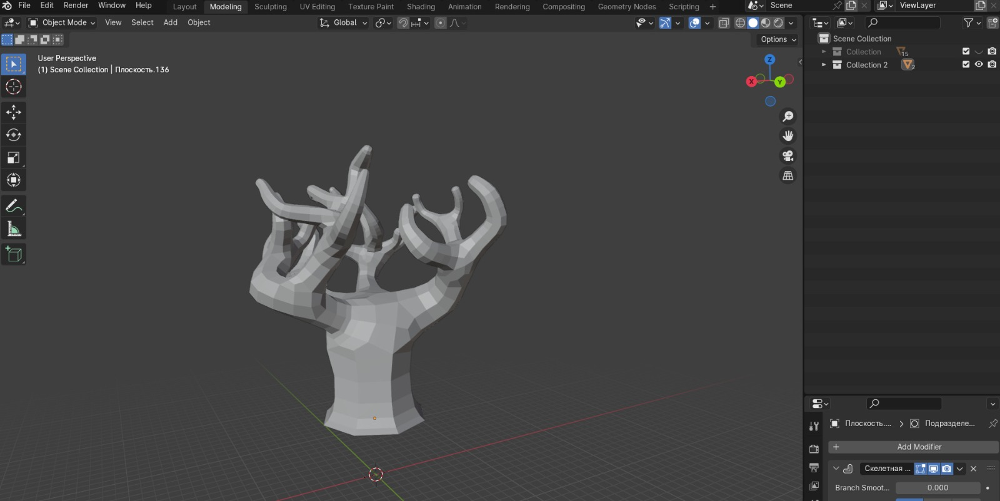 File Edit Render Window Help Layout Modeling Sculpting UV Editing Texture Paint Shading Animation Rendering Compositing Geometry Nodes Scripting + Scene ViewLayer
Object Mode View Select Add Object Global
Options
User Perspective
(1) Scene Collection | Плоскость.136
Z
X
Y
Scene Collection
Collection 15
Collection 2 2
Плоскость.... Подразделе...
+ Add Modifier
Скелетная ...
Branch Smoot... 0.000